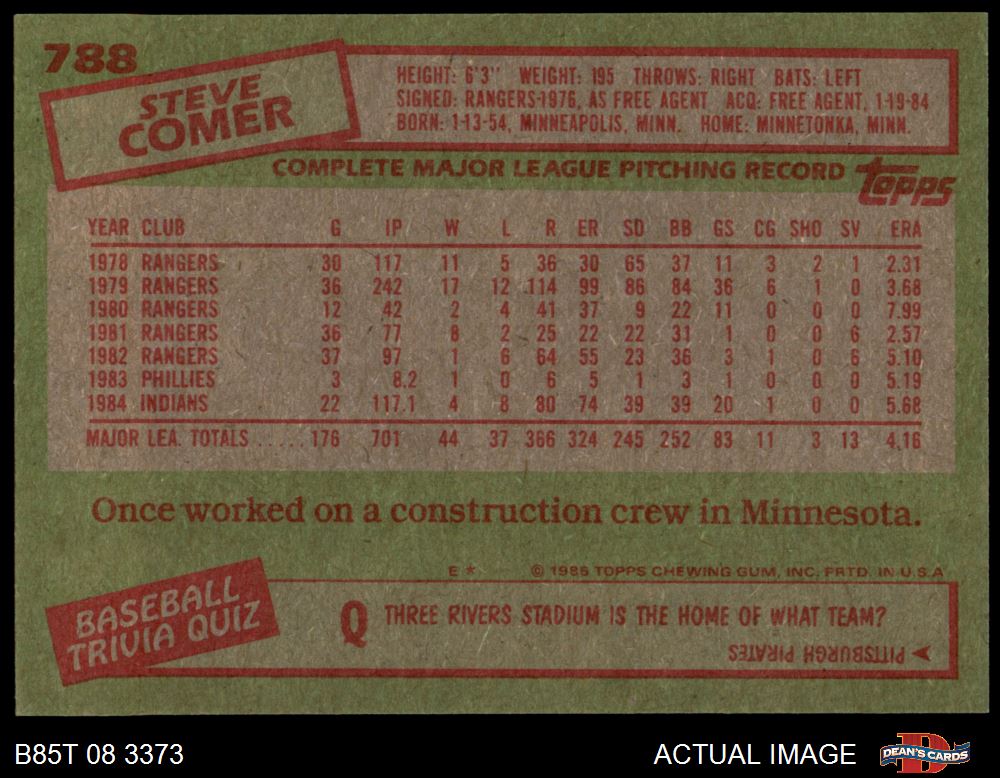 788
STEVE
COMER
HEIGHT: 6'3" WEIGHT: 195 THROWS: RIGHT BATS: LEFT
SIGNED: RANGERS-1976, AS FREE AGENT ACQ: FREE AGENT, 1-19-84
BORN: 1-13-54, MINNEAPOLIS, MINN. HOME: MINNETONKA, MINN.
COMPLETE MAJOR LEAGUE PITCHING RECORD
Topps
YEAR CLUB G IP W L R ER SO BB GS CG SHO SV ERA
1978 RANGERS 30 117 11 5 36 30 65 37 11 3 2 1 2.31
1979 RANGERS 36 242 17 12 114 99 86 84 36 6 1 0 3.68
1980 RANGERS 12 42 2 4 41 37 9 22 11 0 0 0 7.99
1981 RANGERS 36 77 8 2 25 22 22 31 1 0 0 6 2.57
1982 RANGERS 37 97 1 6 64 55 23 36 3 1 0 6 5.10
1983 PHILLIES 3 8.2 1 0 6 5 1 3 1 0 0 0 5.19
1984 INDIANS 22 117.1 4 8 80 74 39 39 20 1 0 0 5.68
MAJOR LEA. TOTALS ..... 176 701 44 37 366 324 245 252 83 11 3 13 4.16
Once worked on a construction crew in Minnesota.
E * © 1985 TOPPS CHEWING GUM, INC. PRTD. IN U.S.A
BASEBALL
TRIVIA QUIZ
Q THREE RIVERS STADIUM IS THE HOME OF WHAT TEAM?
PITTSBURGH PIRATES
B85T 08 3373
ACTUAL IMAGE
D
DEAN'S CARDS